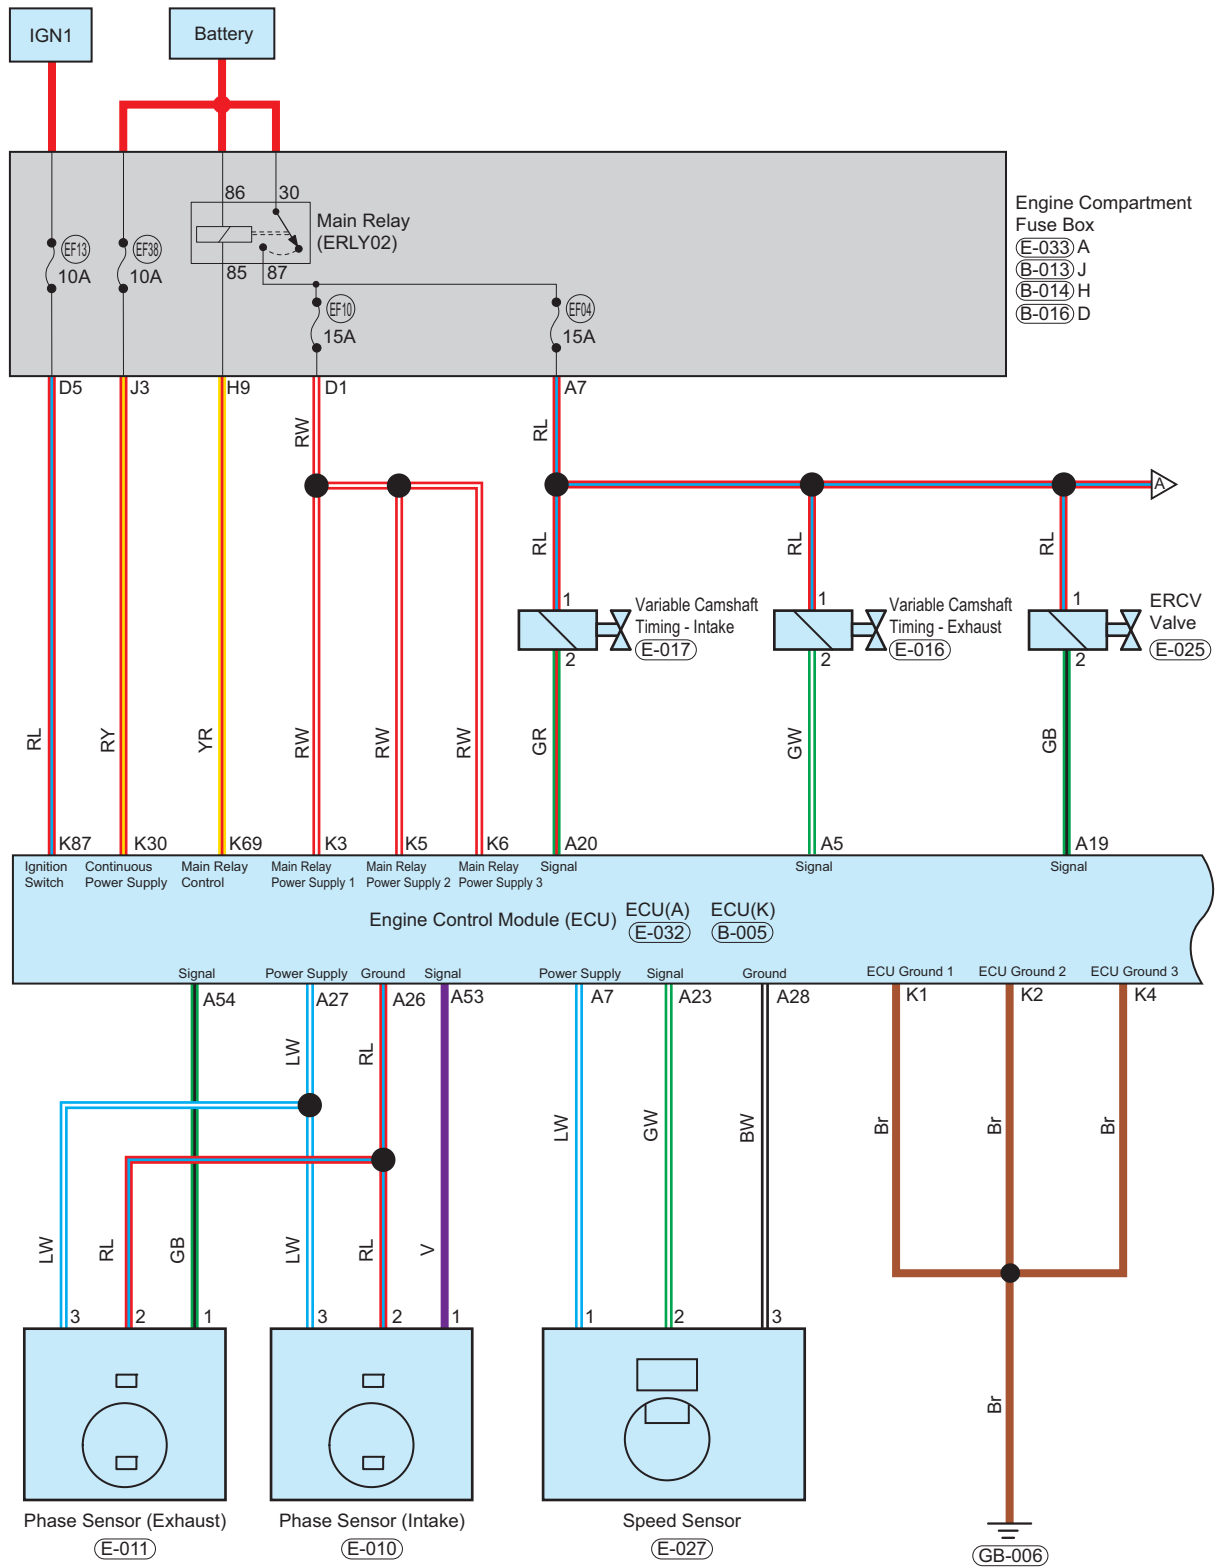 IGN1
Battery
86
30
Main Relay
(ERLY02)
EF13
10A
EF38
10A
85
87
EF10
15A
EF04
15A
Engine Compartment
Fuse Box
E-033 A
B-013 J
B-014 H
B-016 D
D5
J3
H9
D1
A7
RW
RL
A
RL
RL
RL
1
Variable Camshaft
Timing - Intake
E-017
2
1
Variable Camshaft
Timing - Exhaust
E-016
2
1
ERCV
Valve
E-025
2
RL
RY
YR
RW
RW
RW
GR
GW
GB
K87
K30
K69
K3
K5
K6
A20
A5
A19
Ignition
Switch
Continuous
Power Supply
Main Relay
Control
Main Relay
Power Supply 1
Main Relay
Power Supply 2
Main Relay
Power Supply 3
Signal
Signal
Signal
Engine Control Module (ECU)
ECU(A)
E-032
ECU(K)
B-005
Signal
Power Supply
Ground
Signal
Power Supply
Signal
Ground
ECU Ground 1
ECU Ground 2
ECU Ground 3
A54
A27
A26
A53
A7
A23
A28
K1
K2
K4
LW
RL
LW
GW
BW
Br
Br
Br
LW
RL
GB
LW
RL
V
3
2
1
3
2
1
1
2
3
Br
Phase Sensor (Exhaust)
E-011
Phase Sensor (Intake)
E-010
Speed Sensor
E-027
GB-006